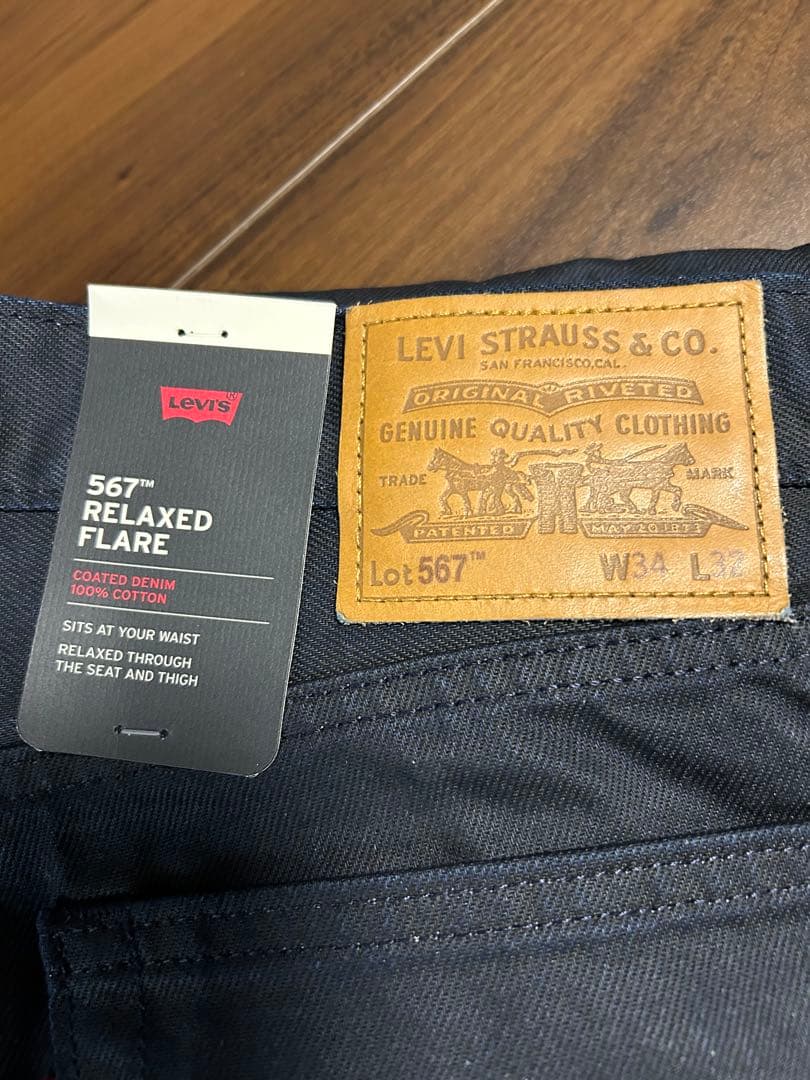 Levi's®
567™
RELAXED
FLARE
COATED DENIM
100% COTTON
SITS AT YOUR WAIST
RELAXED THROUGH
THE SEAT AND THIGH
LEVI STRAUSS & CO.
SAN FRANCISCO, CAL.
ORIGINAL RIVETED
GENUINE QUALITY CLOTHING
TRADE MARK
PATENTED MAY 20 1873
Lot 567™ W34 L32